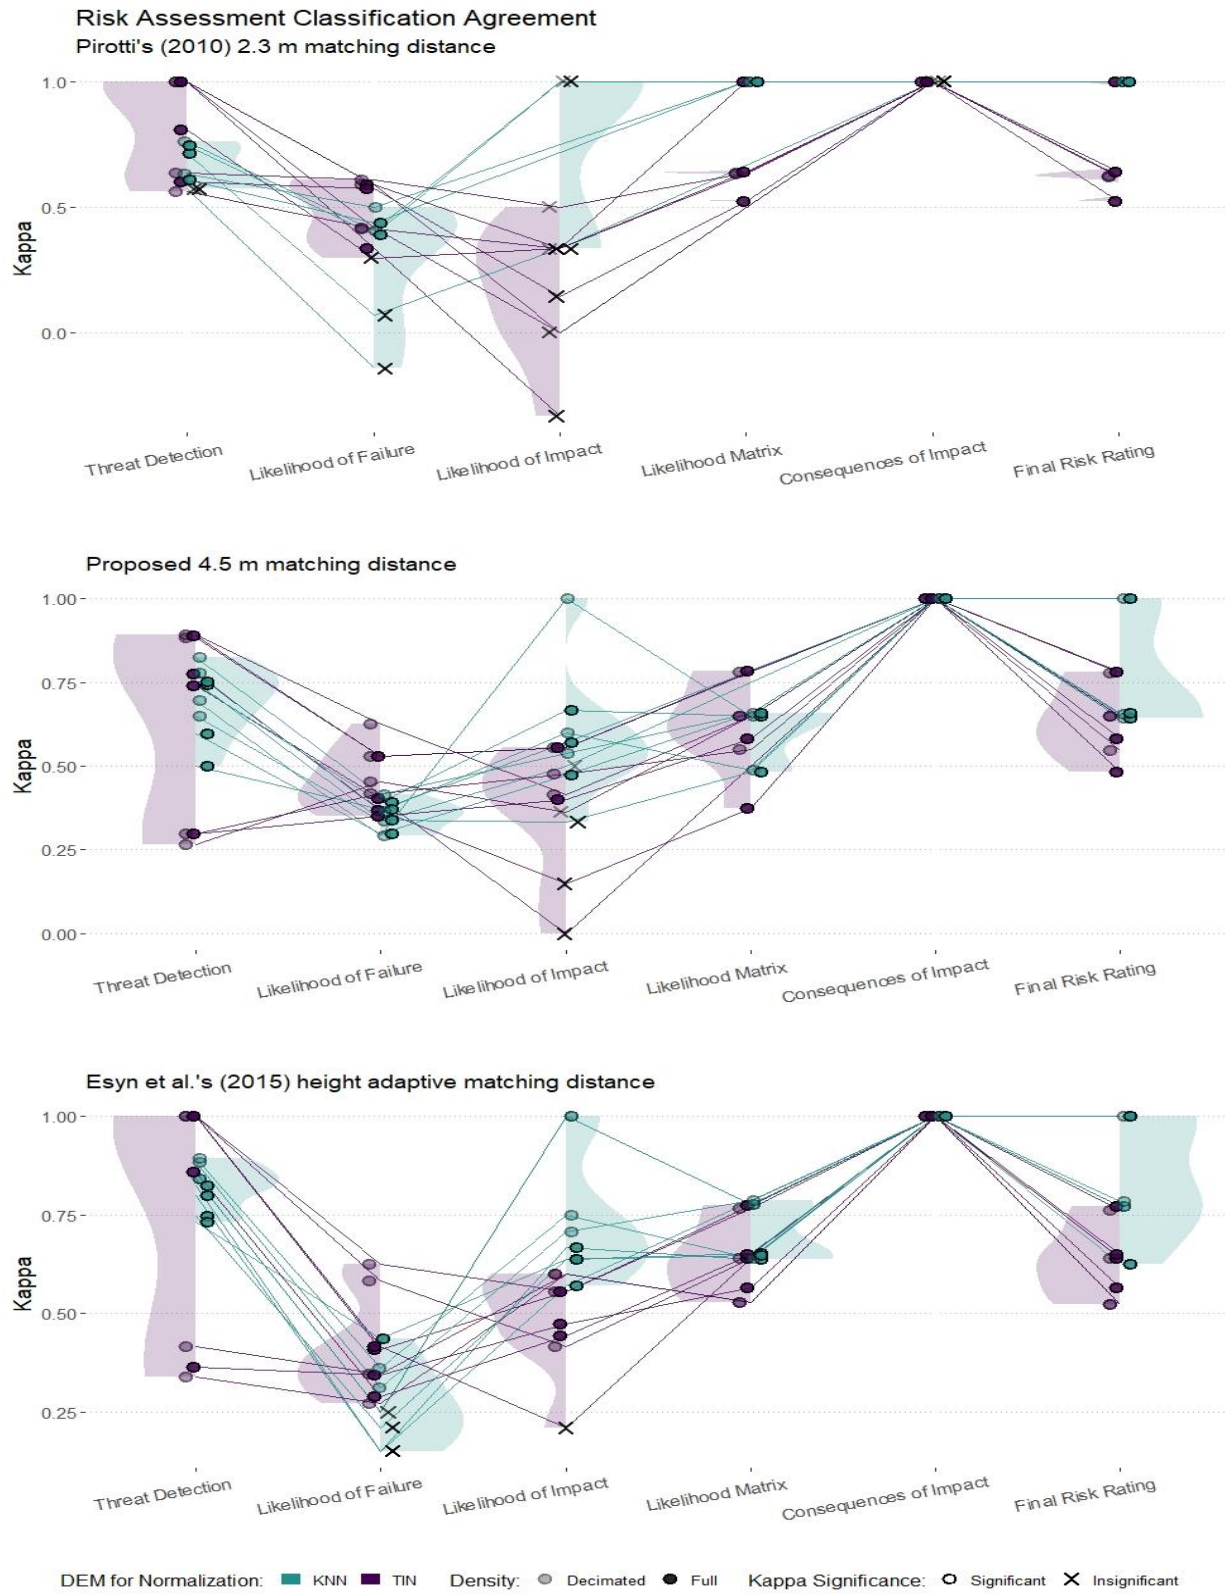 Risk Assessment Classification Agreement
Pirotti's (2010) 2.3 m matching distance
1.0
0.5
0.0
Kappa
Threat Detection
Likelihood of Failure
Likelihood of Impact
Likelihood Matrix
Consequences of Impact
Final Risk Rating
Proposed 4.5 m matching distance
1.00
0.75
0.50
0.25
0.00
Kappa
Threat Detection
Likelihood of Failure
Likelihood of Impact
Likelihood Matrix
Consequences of Impact
Final Risk Rating
Esyn et al.'s (2015) height adaptive matching distance
1.00
0.75
0.50
0.25
Kappa
Threat Detection
Likelihood of Failure
Likelihood of Impact
Likelihood Matrix
Consequences of Impact
Final Risk Rating
DEM for Normalization: KNN TIN Density: Decimated Full Kappa Significance: Significant Insignificant